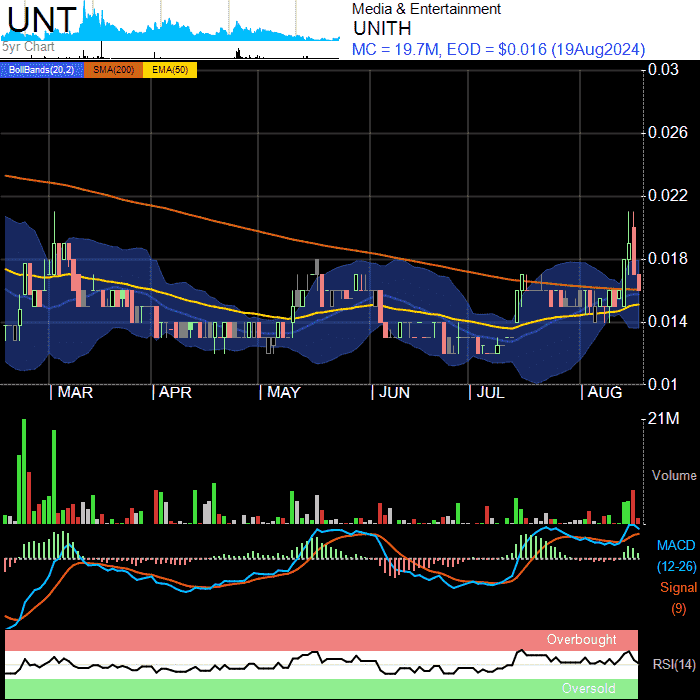 UNT
5yr Chart
Media & Entertainment
UNITH
MC = 19.7M, EOD = $0.016 (19Aug2024)
BollBands(20,2) SMA(200) EMA(50)
0.03
0.026
0.022
0.018
0.014
0.01
MAR APR MAY JUN JUL AUG
21M
Volume
MACD
(12-26)
Signal
(9)
Overbought
RSI(14)
Oversold